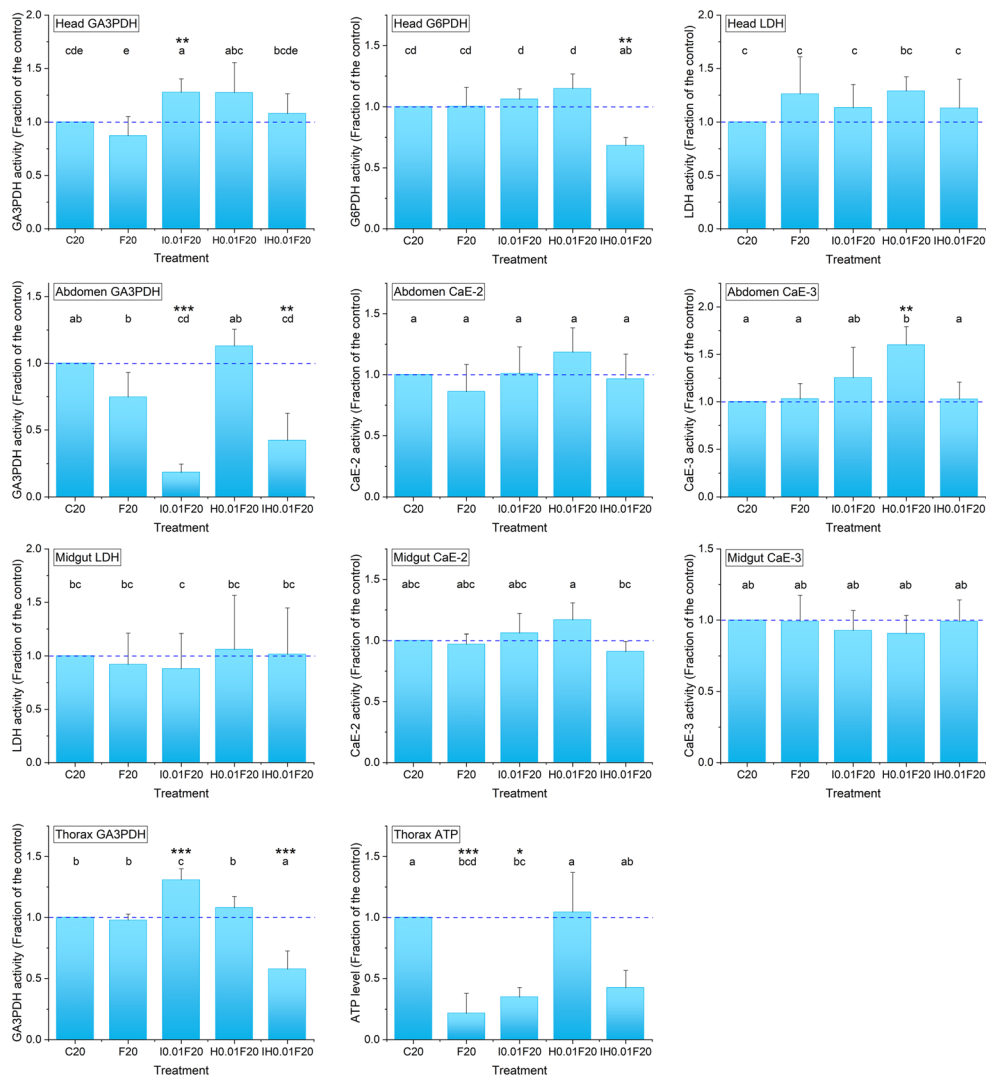 Head GA3PDH
GA3PDH activity (Fraction of the control)
1.5
1.0
0.5
0.0
cde e a abc bcde
**
C20 F20 I0.01F20 H0.01F20 IH0.01F20
Treatment
Head G6PDH
G6PDH activity (Fraction of the control)
1.5
1.0
0.5
0.0
cd cd d d ab
**
C20 F20 I0.01F20 H0.01F20 IH0.01F20
Treatment
Head LDH
LDH activity (Fraction of the control)
2.0
1.5
1.0
0.5
0.0
c c c bc c
C20 F20 I0.01F20 H0.01F20 IH0.01F20
Treatment
Abdomen GA3PDH
GA3PDH activity (Fraction of the control)
1.5
1.0
0.5
0.0
*** **
ab b cd ab cd
C20 F20 I0.01F20 H0.01F20 IH0.01F20
Treatment
Abdomen CaE-2
CaE-2 activity (Fraction of the control)
1.5
1.0
0.5
0.0
a a a a a
C20 F20 I0.01F20 H0.01F20 IH0.01F20
Treatment
Abdomen CaE-3
CaE-3 activity (Fraction of the control)
2.0
1.5
1.0
0.5
0.0
**
a a ab b a
C20 F20 I0.01F20 H0.01F20 IH0.01F20
Treatment
Midgut LDH
LDH activity (Fraction of the control)
2.0
1.5
1.0
0.5
0.0
bc bc c bc bc
C20 F20 I0.01F20 H0.01F20 IH0.01F20
Treatment
Midgut CaE-2
CaE-2 activity (Fraction of the control)
1.5
1.0
0.5
0.0
abc abc abc a bc
C20 F20 I0.01F20 H0.01F20 IH0.01F20
Treatment
Midgut CaE-3
CaE-3 activity (Fraction of the control)
1.5
1.0
0.5
0.0
ab ab ab ab ab
C20 F20 I0.01F20 H0.01F20 IH0.01F20
Treatment
Thorax GA3PDH
GA3PDH activity (Fraction of the control)
1.5
1.0
0.5
0.0
*** ***
b b c b a
C20 F20 I0.01F20 H0.01F20 IH0.01F20
Treatment
Thorax ATP
ATP level (Fraction of the control)
1.5
1.0
0.5
0.0
*** *
a bcd bc a ab
C20 F20 I0.01F20 H0.01F20 IH0.01F20
Treatment